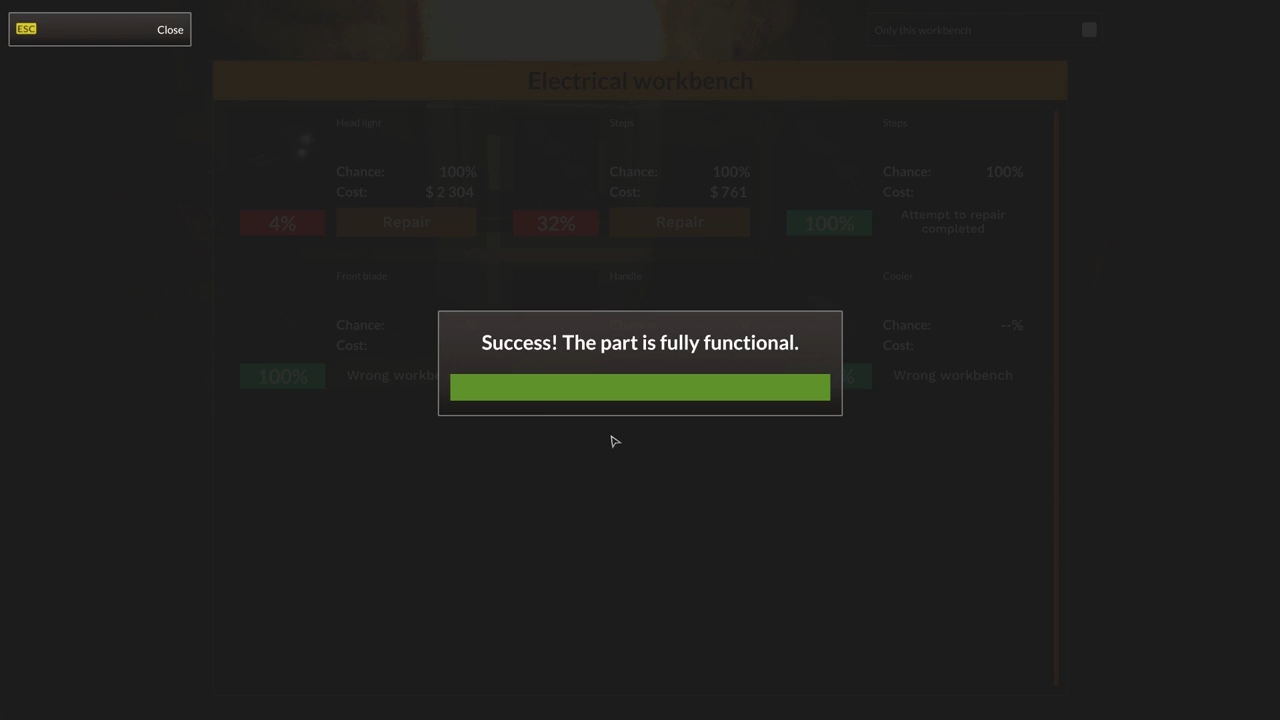 ESC Close
Only this workbench
Electrical workbench
Head light
Chance: 100%
Cost: $ 2 304
4% Repair
Steps
Chance: 100%
Cost: $ 761
32% Repair
Steps
Chance: 100%
Cost:
100% Attempt to repair
completed
Front blade
Chance:
Cost:
100% Wrong workbe
Handle
Cooler
Chance: --%
Cost:
% Wrong workbench
Success! The part is fully functional.